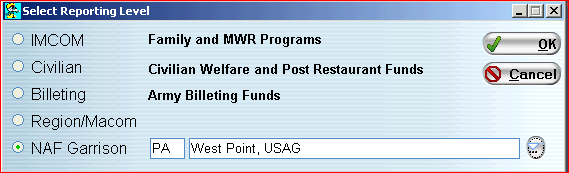 Select Reporting Level
IMCOM Family and MWR Programs OK
Civilian Civilian Welfare and Post Restaurant Funds
Cancel
Billeting Army Billeting Funds
Region/Macom
NAF Garrison PA West Point, USAG